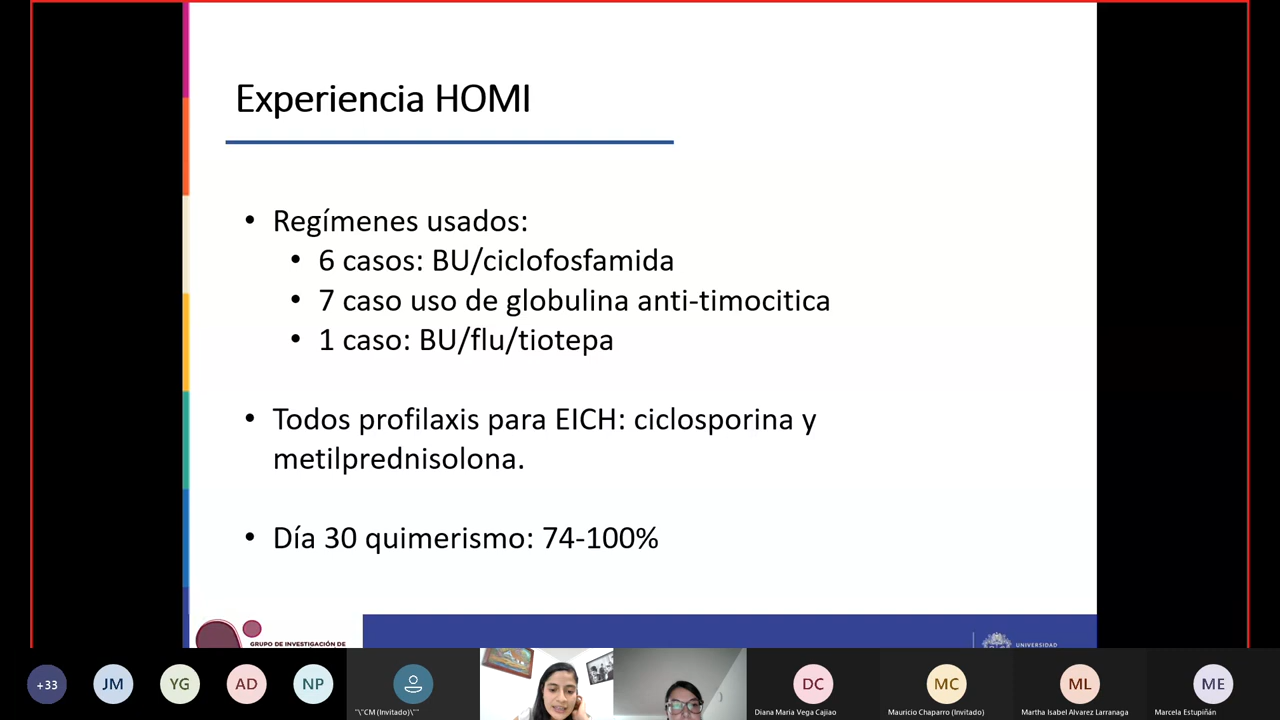 Experiencia HOMI
• Regímenes usados:
• 6 casos: BU/ciclofosfamida
• 7 caso uso de globulina anti-timocitica
• 1 caso: BU/flu/tiotepa
• Todos profilaxis para EICH: ciclosporina y
metilprednisolona.
• Día 30 quimerismo: 74-100%
GRUPO DE INVESTIGACIÓN DE
UNIVERSIDAD
+33
JM
YG
AD
NP
"\"CM (Invitado)\""
DC
Diana Maria Vega Cajiao
MC
Mauricio Chaparro (Invitado)
ML
Martha Isabel Alvarez Larranaga
ME
Marcela Estupiñán